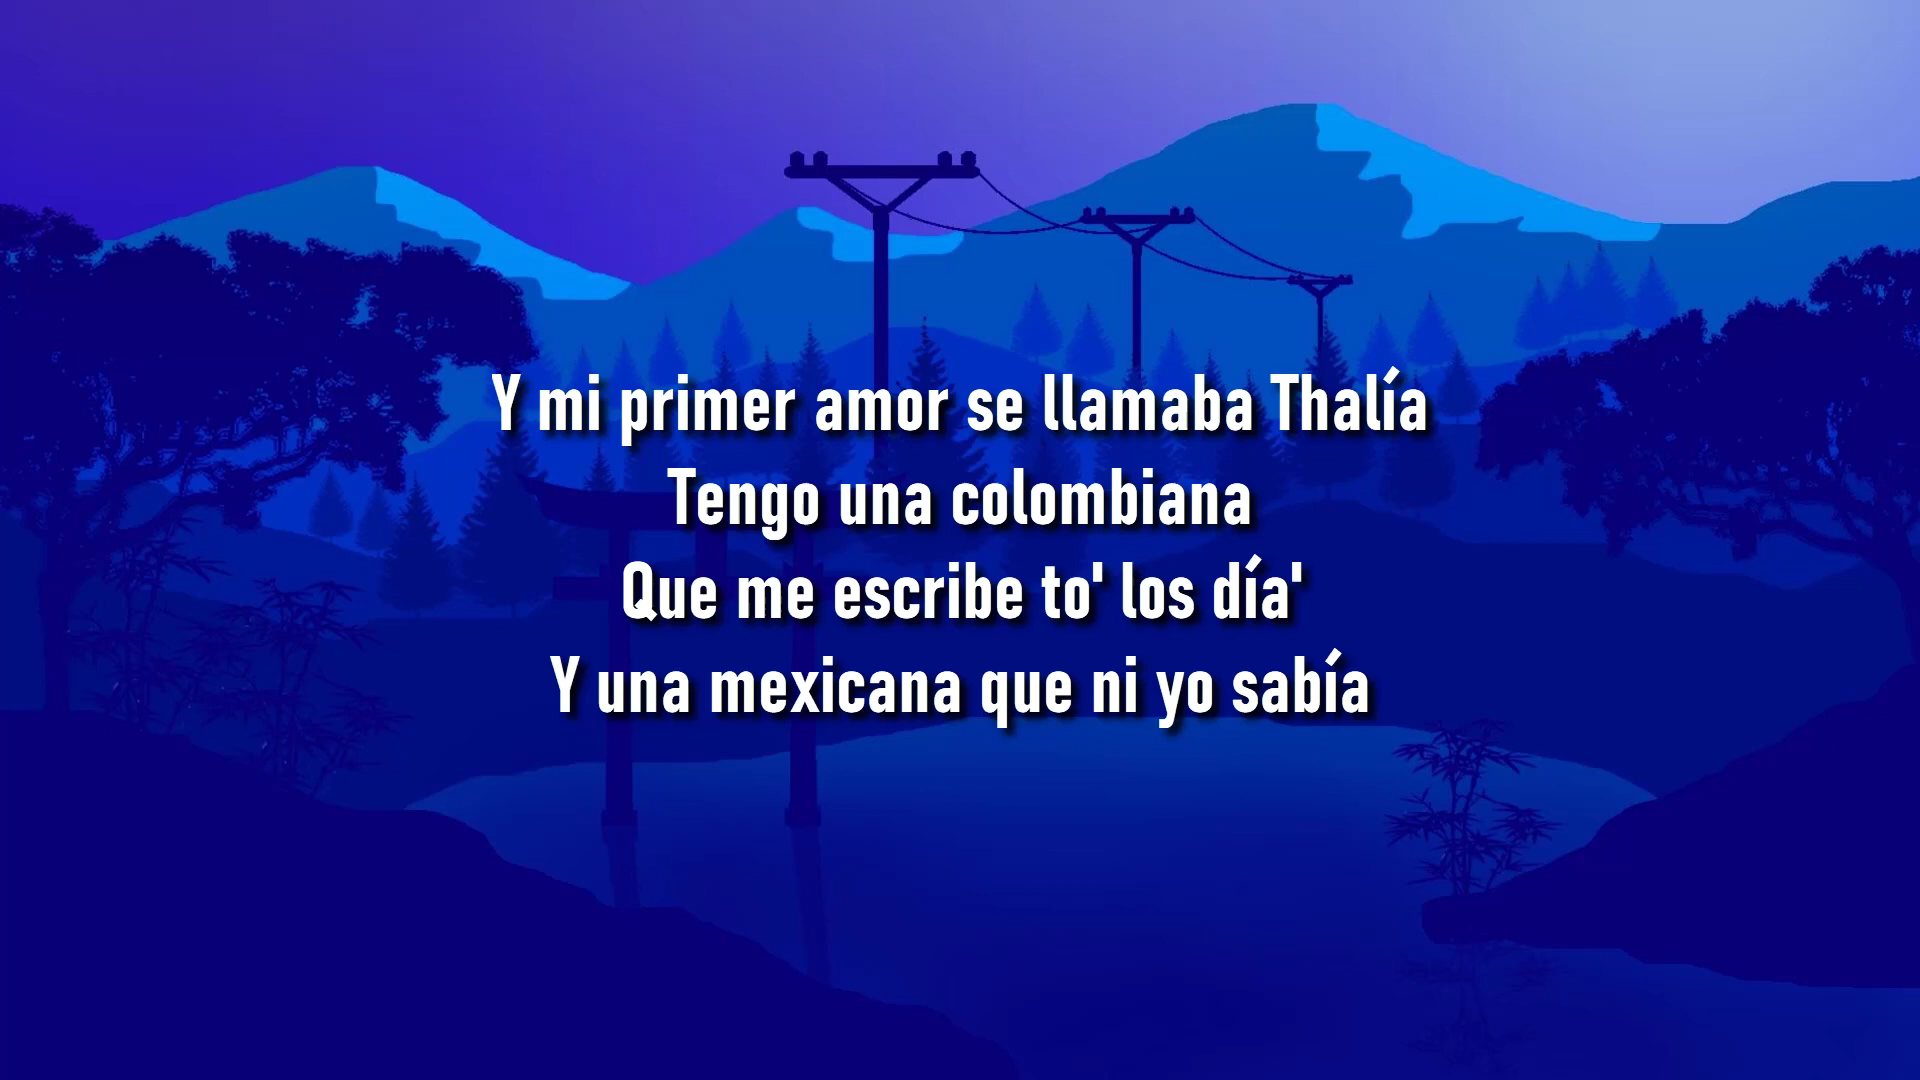 Y mi primer amor se llamaba Thalía
Tengo una colombiana
Que me escribe to' los día'
Y una mexicana que ni yo sabía